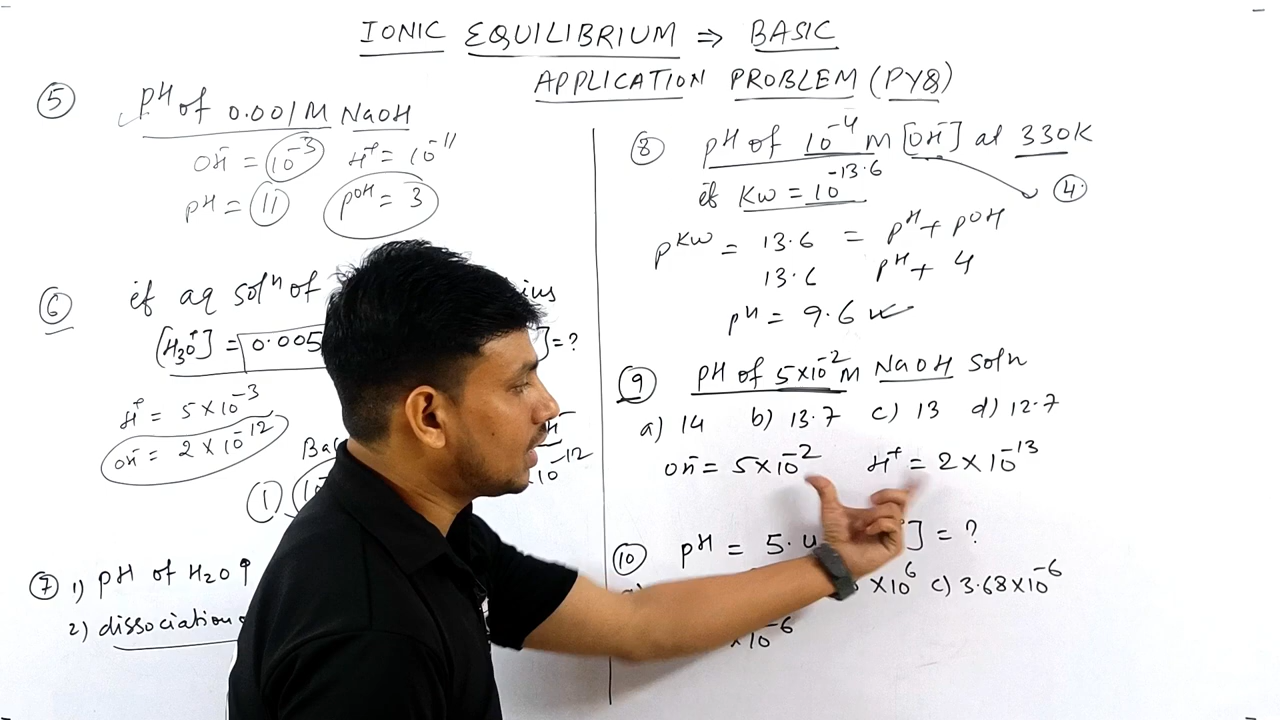 IONIC EQUILIBRIUM ⇒ BASIC
APPLICATION PROBLEM (PYQ)
⑤ pH of 0.001M NaOH
OH⁻ = 10⁻³ H⁺ = 10⁻¹¹
pH = 11 pOH = 3
⑥ if aq solⁿ of
[H₃O⁺] = 0.005 ] = ?
H⁺ = 5×10⁻³
OH⁻ = 2×10⁻¹²
①
⑦ 1) pH of H₂O ↑
2) dissociation
⑧ pH of 10⁻⁴ M [OH⁻] at 330K
if Kw = 10⁻¹³·⁶
④
pKw = 13.6 = pH + pOH
13.6 pH + 4
pH = 9.6
⑨ pH of 5×10⁻² M NaOH solⁿ
a) 14 b) 13.7 c) 13 d) 12.7
OH⁻ = 5×10⁻² H⁺ = 2×10⁻¹³
⑩ pH = 5.4 ] = ?
×10⁶ c) 3.68×10⁻⁶
×10⁻⁶